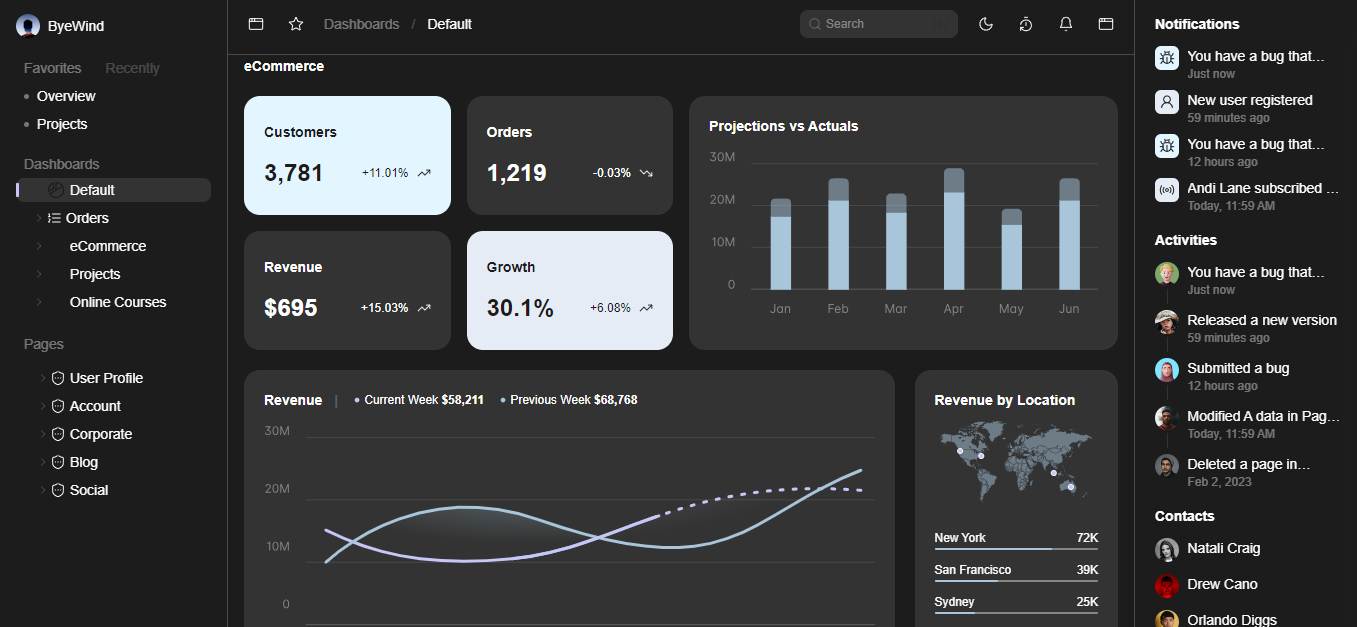 ByeWind
Favorites Recently
Overview
Projects
Dashboards
Default
Orders
eCommerce
Projects
Online Courses
Pages
User Profile
Account
Corporate
Blog
Social
Dashboards / Default
Search
eCommerce
Customers
3,781 +11.01%
Orders
1,219 -0.03%
Revenue
$695 +15.03%
Growth
30.1% +6.08%
Projections vs Actuals
30M
20M
10M
0
Jan Feb Mar Apr May Jun
Revenue | • Current Week $58,211 • Previous Week $68,768
30M
20M
10M
0
Revenue by Location
New York 72K
San Francisco 39K
Sydney 25K
Notifications
You have a bug that…
Just now
New user registered
59 minutes ago
You have a bug that…
12 hours ago
Andi Lane subscribed …
Today, 11:59 AM
Activities
You have a bug that…
Just now
Released a new version
59 minutes ago
Submitted a bug
12 hours ago
Modified A data in Pag…
Today, 11:59 AM
Deleted a page in…
Feb 2, 2023
Contacts
Natali Craig
Drew Cano
Orlando Diggs